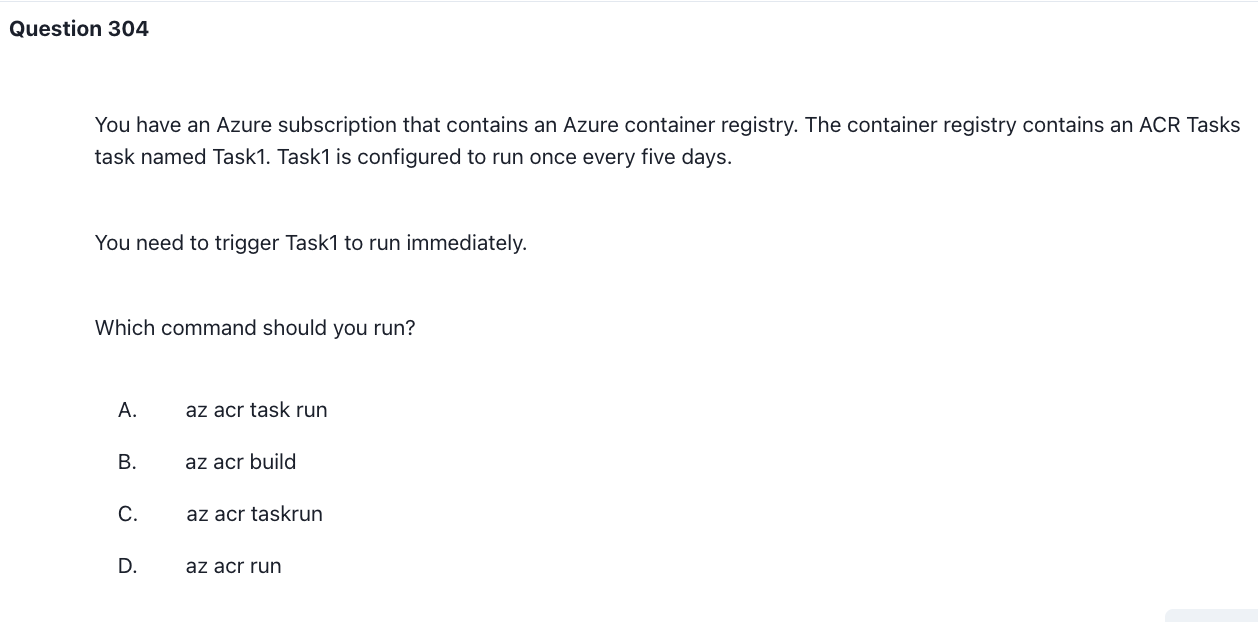 Question 304
You have an Azure subscription that contains an Azure container registry. The container registry contains an ACR Tasks
task named Task1. Task1 is configured to run once every five days.
You need to trigger Task1 to run immediately.
Which command should you run?
A. az acr task run
B. az acr build
C. az acr taskrun
D. az acr run